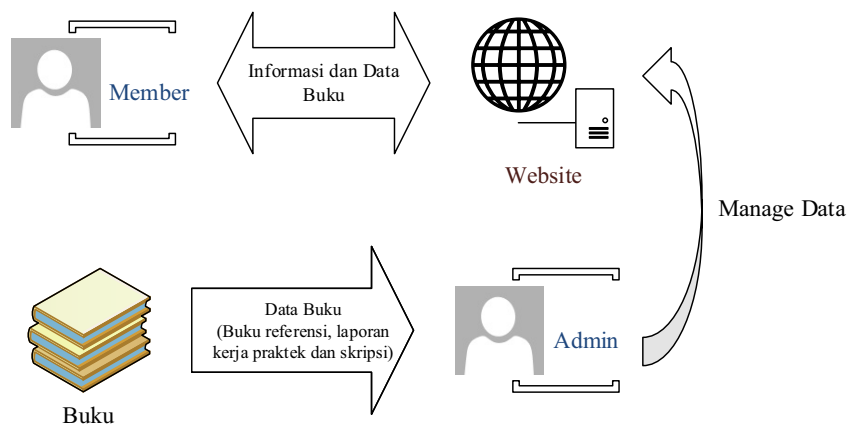 Member
Informasi dan Data
Buku
Website
Manage Data
Data Buku
(Buku referensi, laporan
kerja praktek dan skripsi)
Admin
Buku